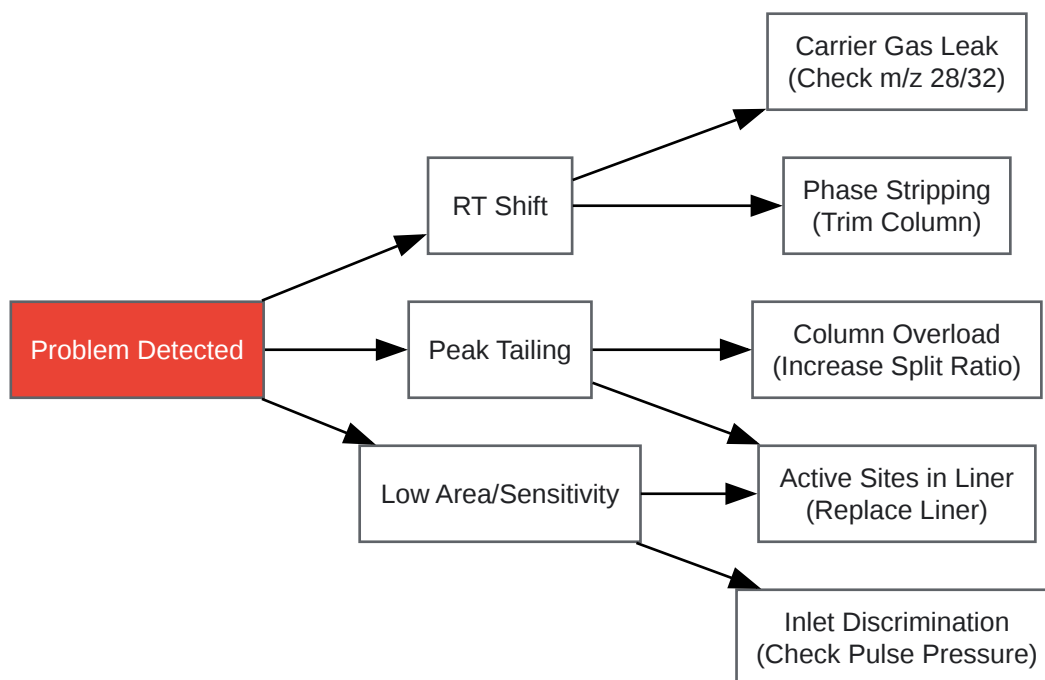 Carrier Gas Leak
(Check m/z 28/32)
RT Shift
Phase Stripping
(Trim Column)
Problem Detected
Peak Tailing
Column Overload
(Increase Split Ratio)
Low Area/Sensitivity
Active Sites in Liner
(Replace Liner)
Inlet Discrimination
(Check Pulse Pressure)